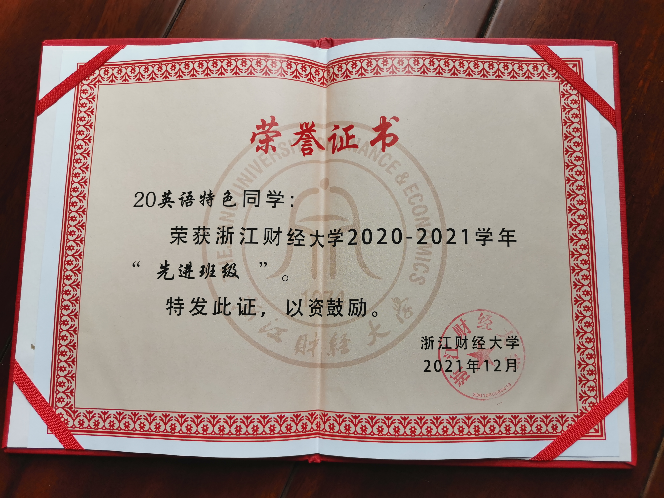 荣誉证书
20英语特色同学：
荣获浙江财经大学2020-2021学年
“先进班级”。
特发此证，以资鼓励。
浙江财经大学
2021年12月